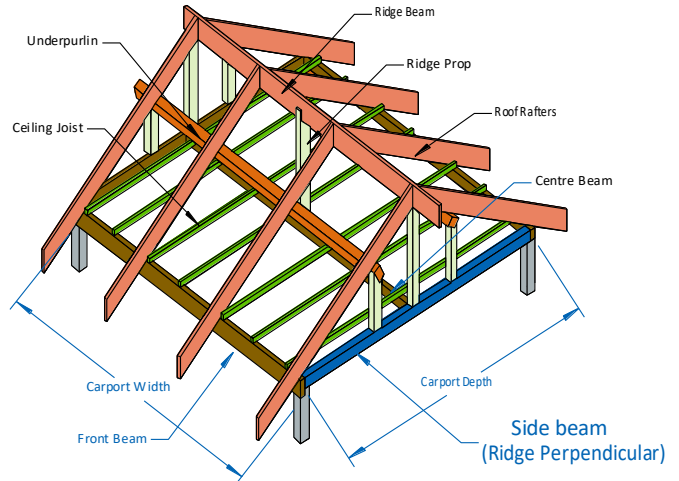 Ridge Beam
Underpurlin
Ridge Prop
Roof Rafters
Ceiling Joist
Centre Beam
Carport Width
Carport Depth
Front Beam
Side beam
(Ridge Perpendicular)